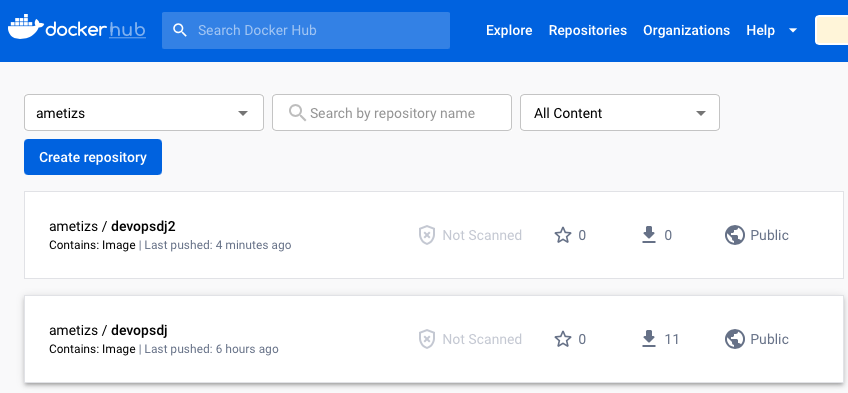 dockerhub Search Docker Hub Explore Repositories Organizations Help
ametizs Search by repository name All Content
Create repository
ametizs / devopsdj2
Contains: Image | Last pushed: 4 minutes ago
Not Scanned 0 0 Public
ametizs / devopsdj
Contains: Image | Last pushed: 6 hours ago
Not Scanned 0 11 Public